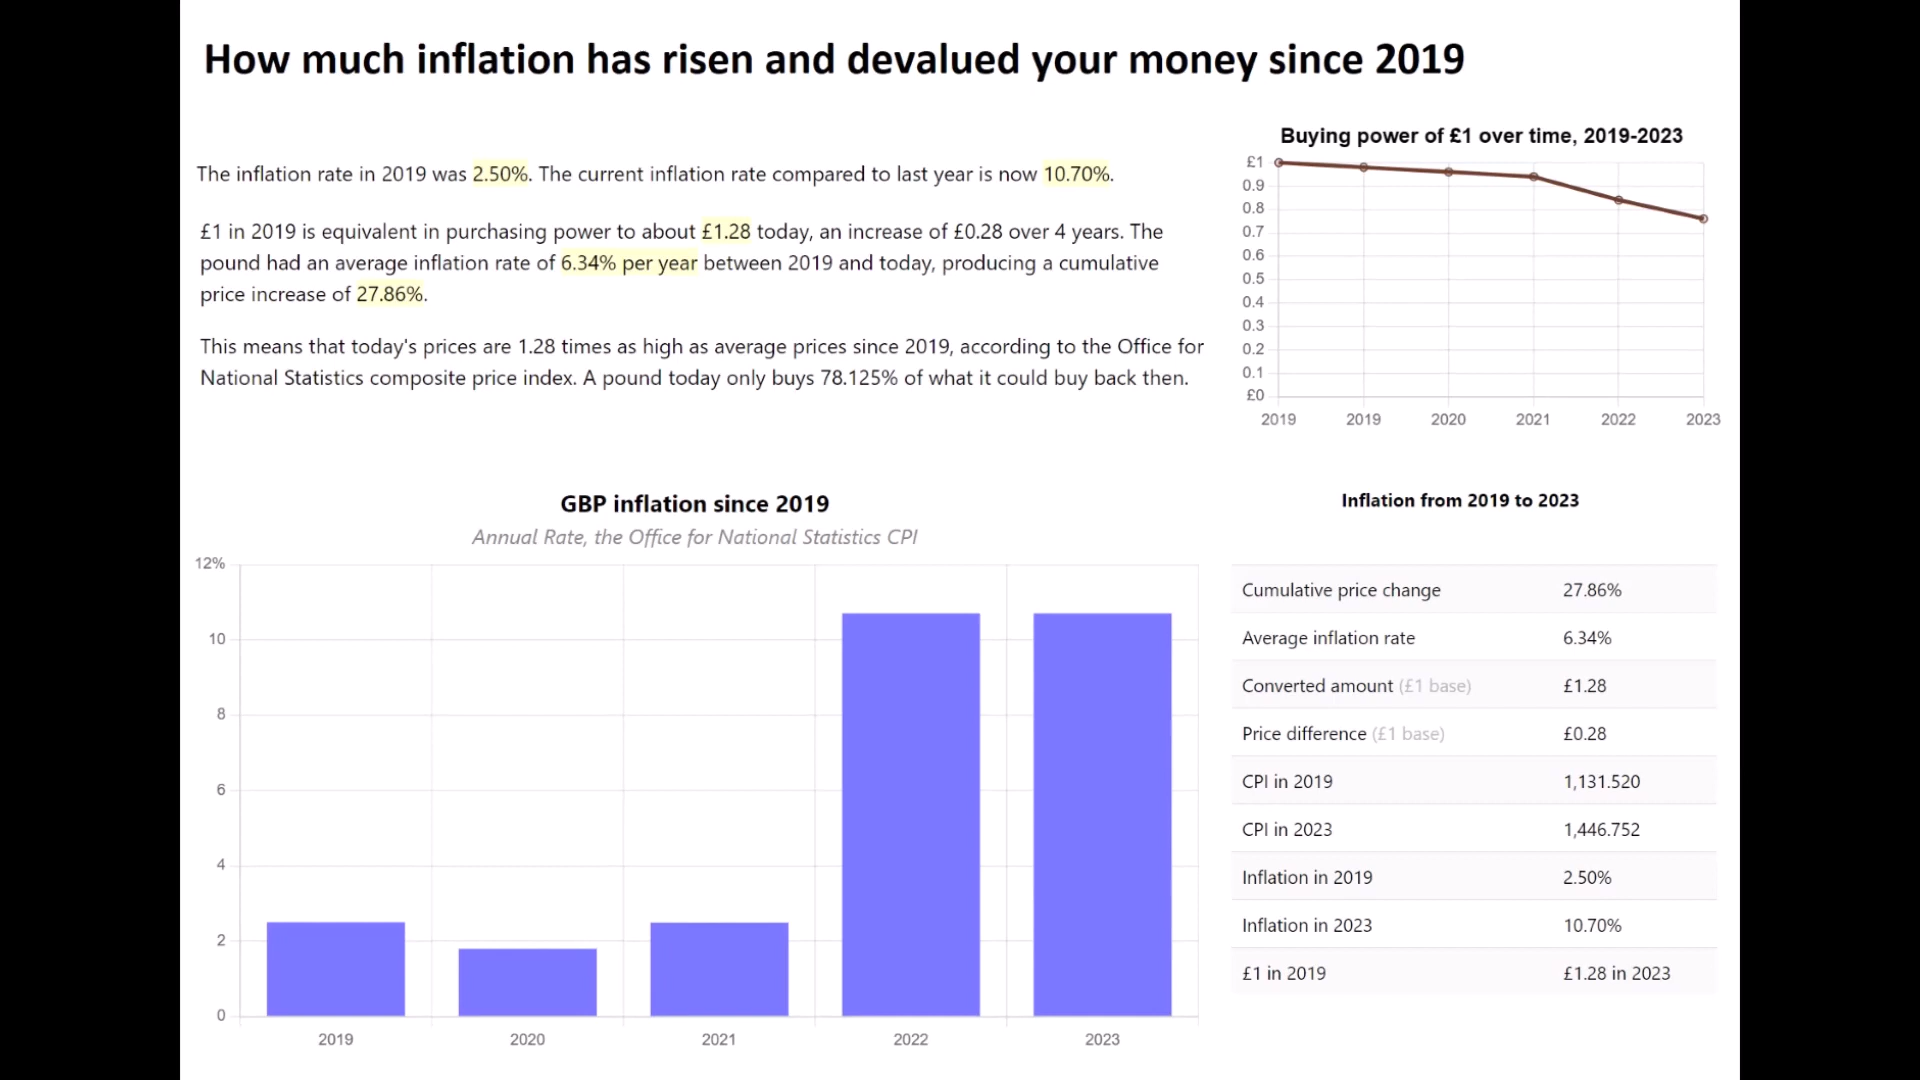 How much inflation has risen and devalued your money since 2019
The inflation rate in 2019 was 2.50%. The current inflation rate compared to last year is now 10.70%.
£1 in 2019 is equivalent in purchasing power to about £1.28 today, an increase of £0.28 over 4 years. The
pound had an average inflation rate of 6.34% per year between 2019 and today, producing a cumulative
price increase of 27.86%.
This means that today's prices are 1.28 times as high as average prices since 2019, according to the Office for
National Statistics composite price index. A pound today only buys 78.125% of what it could buy back then.
Buying power of £1 over time, 2019-2023
£1
0.9
0.8
0.7
0.6
0.5
0.4
0.3
0.2
0.1
£0
2019 2019 2020 2021 2022 2023
GBP inflation since 2019
Annual Rate, the Office for National Statistics CPI
12%
10
8
6
4
2
0
2019 2020 2021 2022 2023
Inflation from 2019 to 2023
Cumulative price change 27.86%
Average inflation rate 6.34%
Converted amount (£1 base) £1.28
Price difference (£1 base) £0.28
CPI in 2019 1,131.520
CPI in 2023 1,446.752
Inflation in 2019 2.50%
Inflation in 2023 10.70%
£1 in 2019 £1.28 in 2023